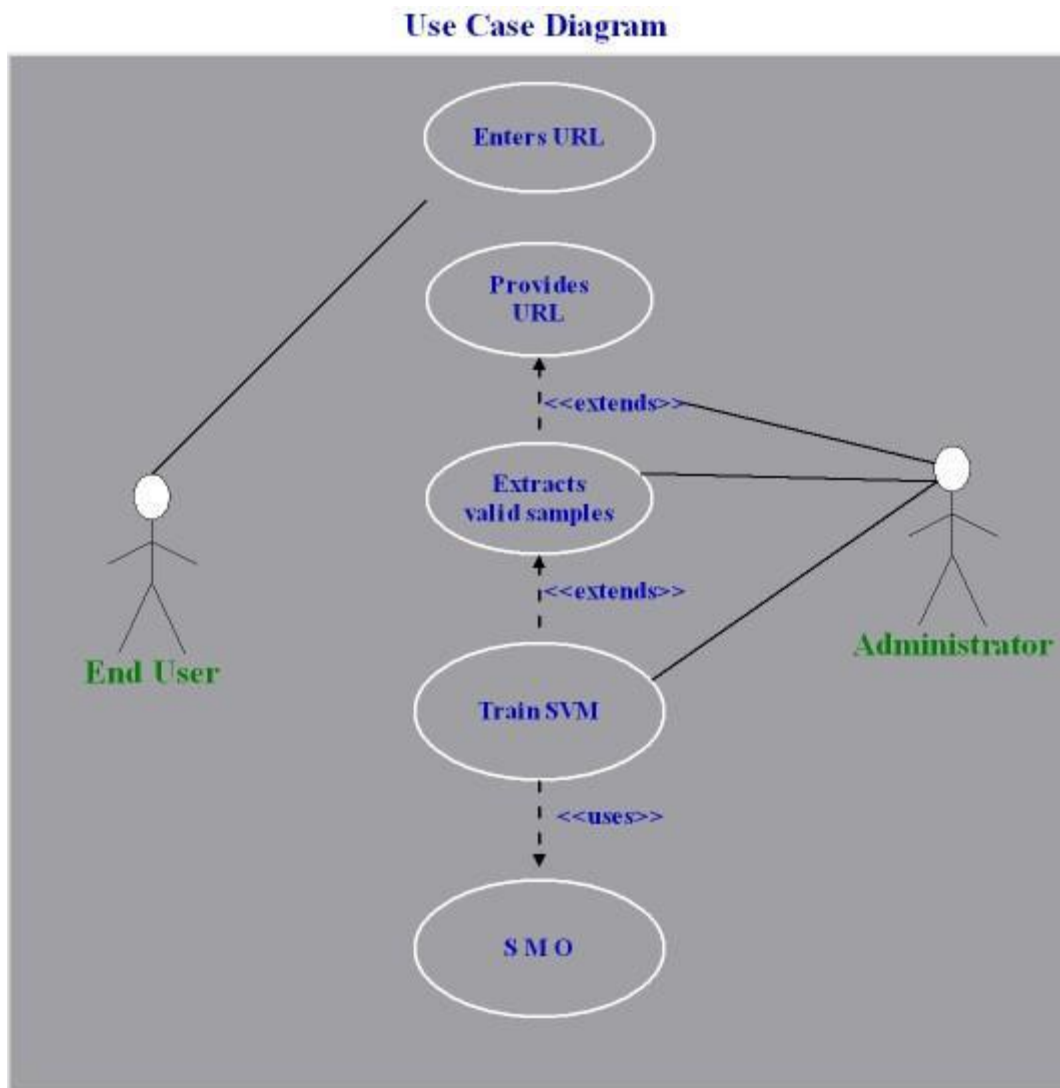 Use Case Diagram
Enters URL
Provides
URL
<<extends>>
Extracts
valid samples
<<extends>>
Administrator
End User
Train SVM
<<uses>>
S M O